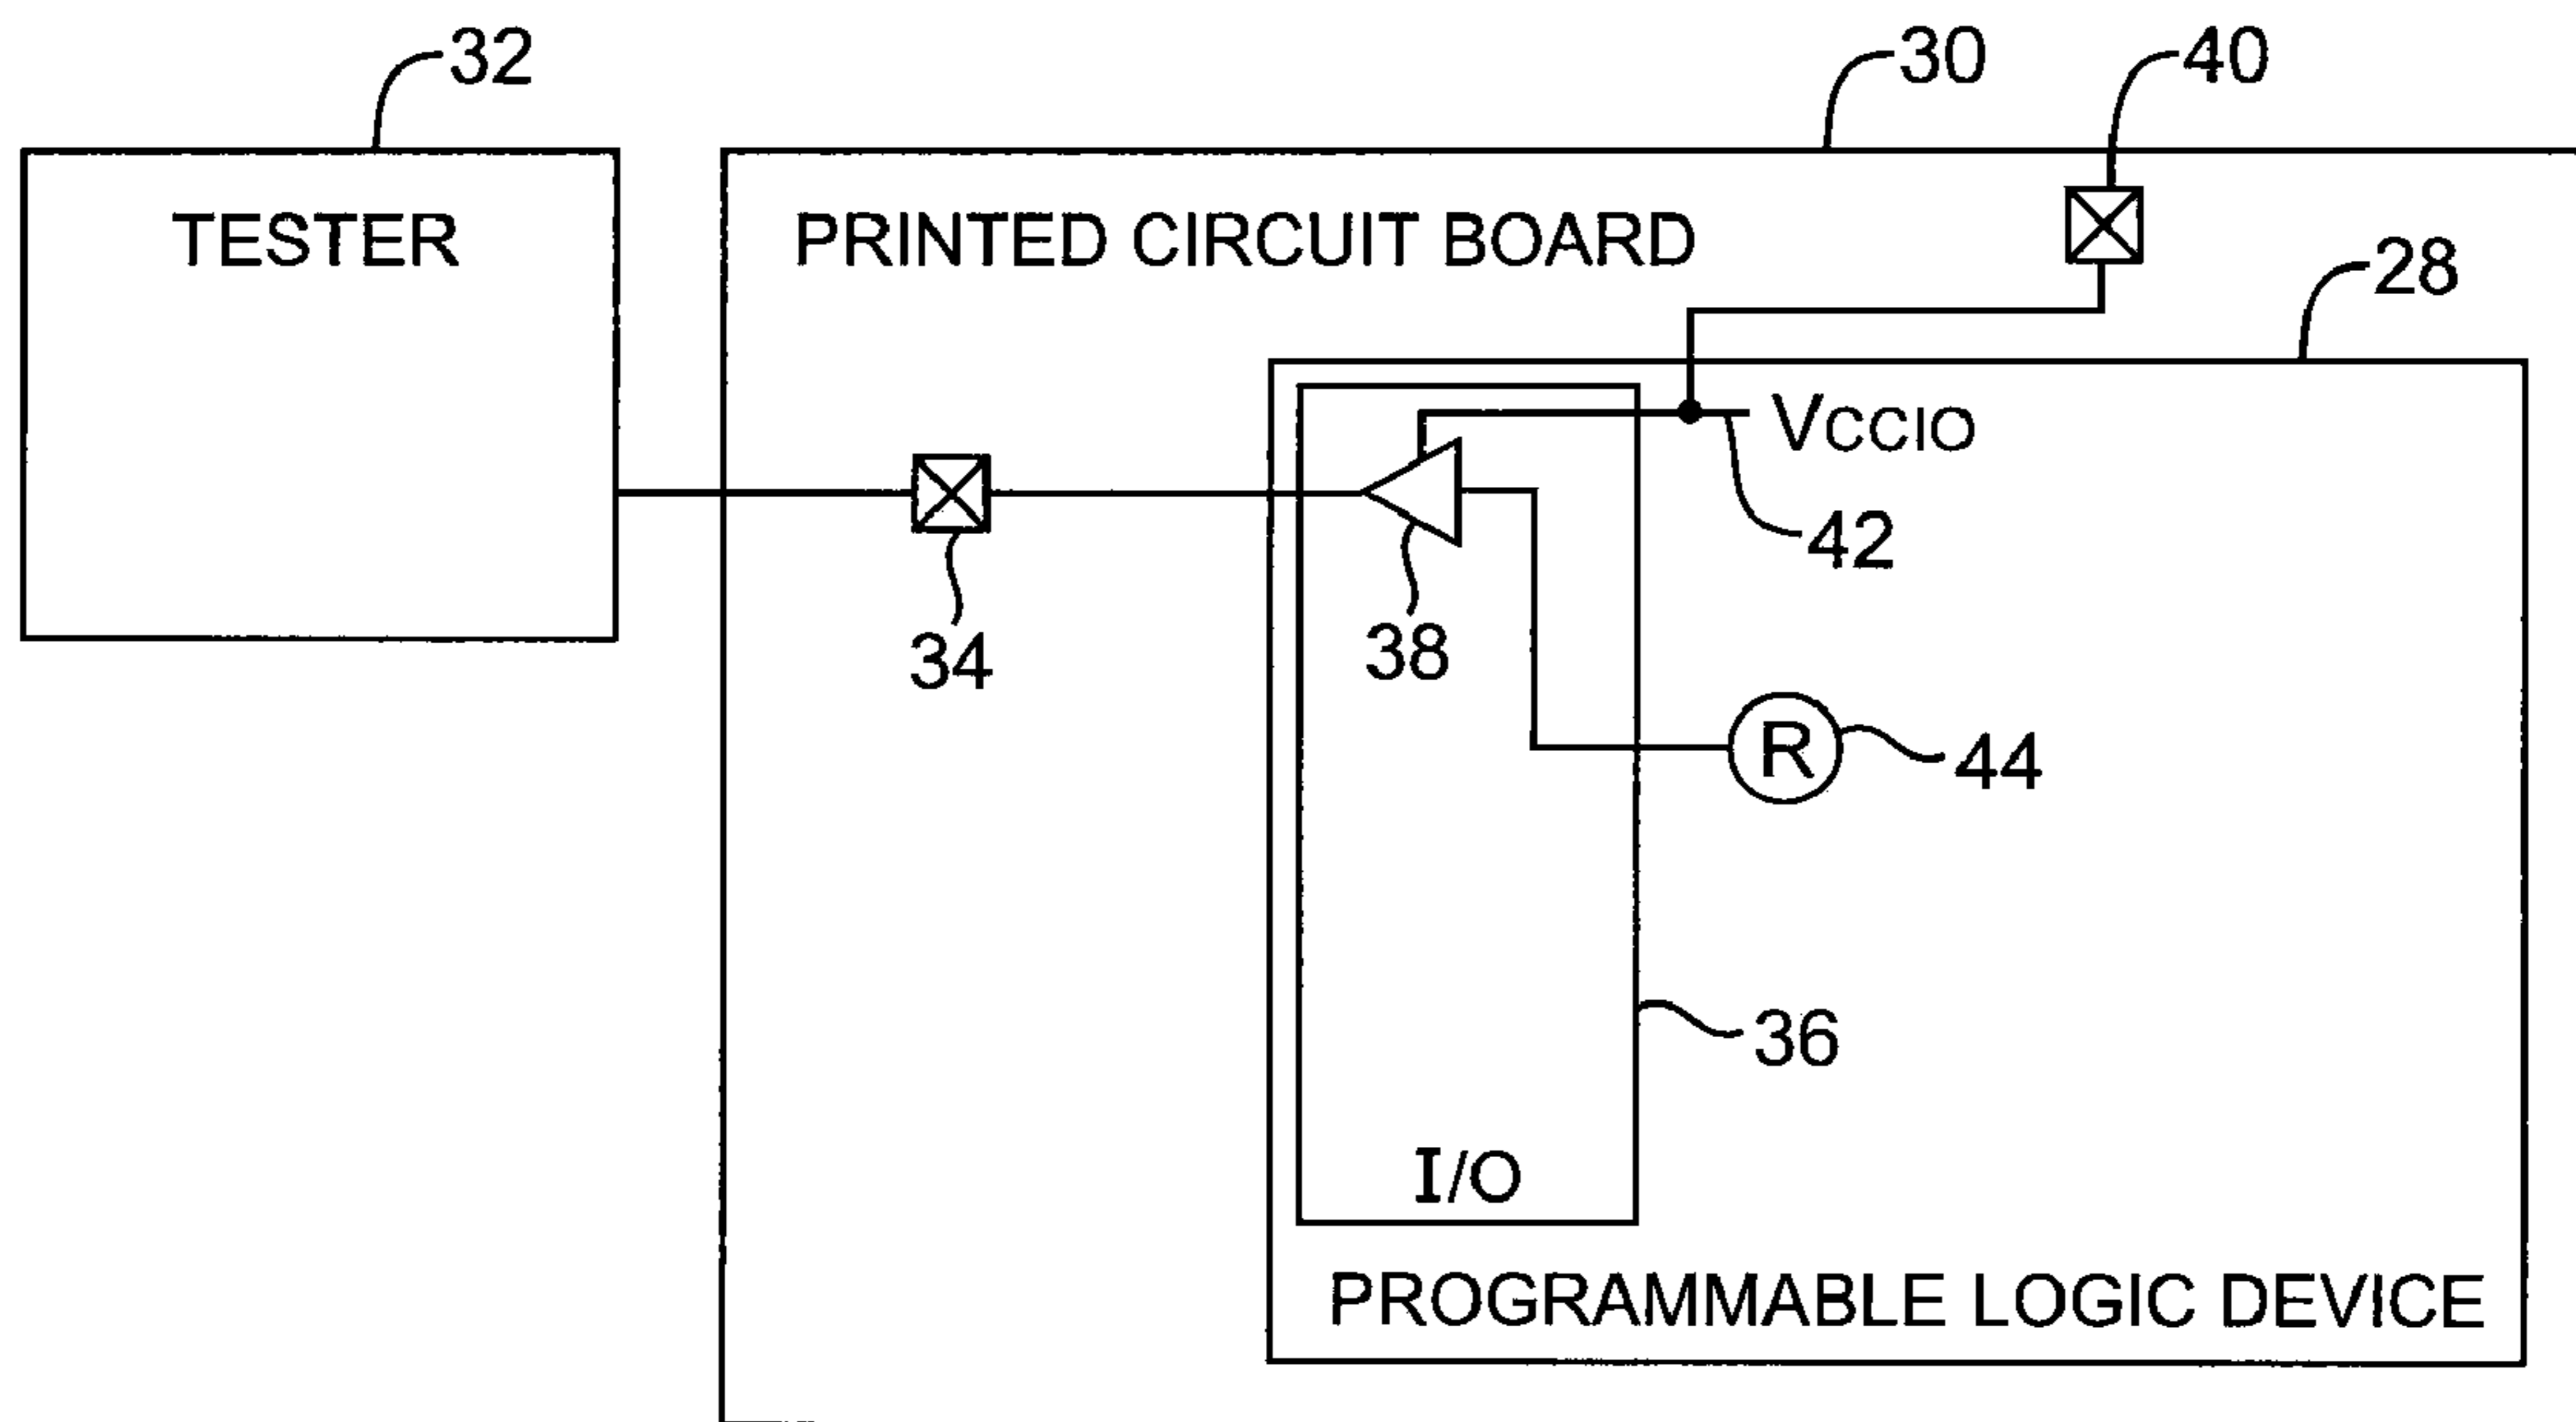 32
30
40
TESTER
PRINTED CIRCUIT BOARD
28
VCCIO
42
34
38
R
44
36
I/O
PROGRAMMABLE LOGIC DEVICE